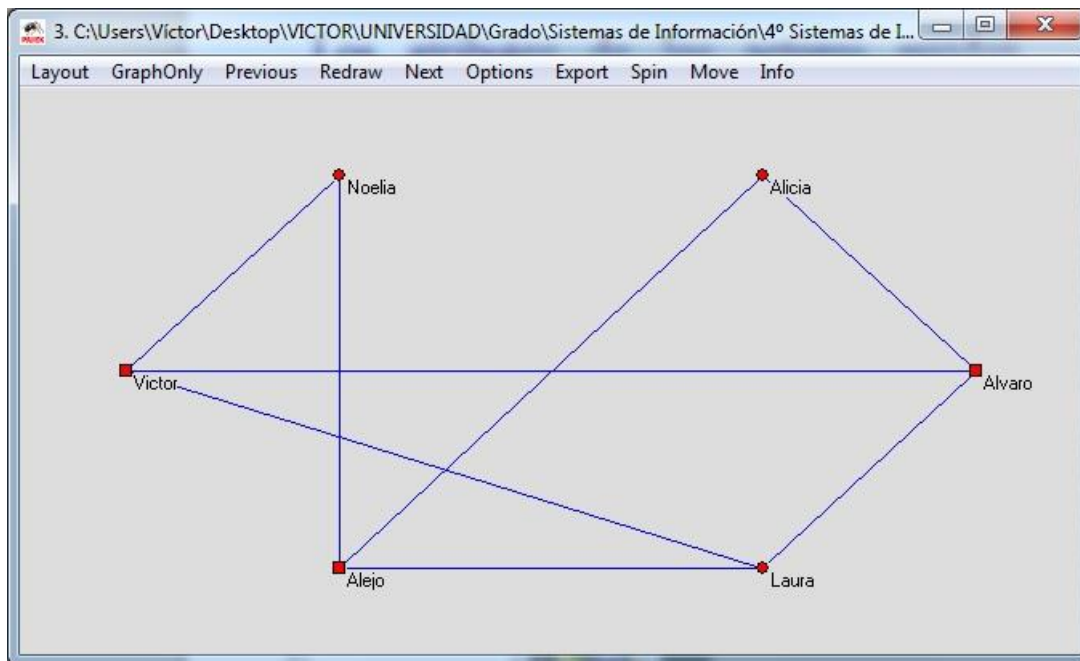 3. C:\Users\Víctor\Desktop\VICTOR\UNIVERSIDAD\Grado\Sistemas de Información\4º Sistemas de I...
Layout GraphOnly Previous Redraw Next Options Export Spin Move Info
Noelia Alicia
Victor Alvaro
Alejo Laura